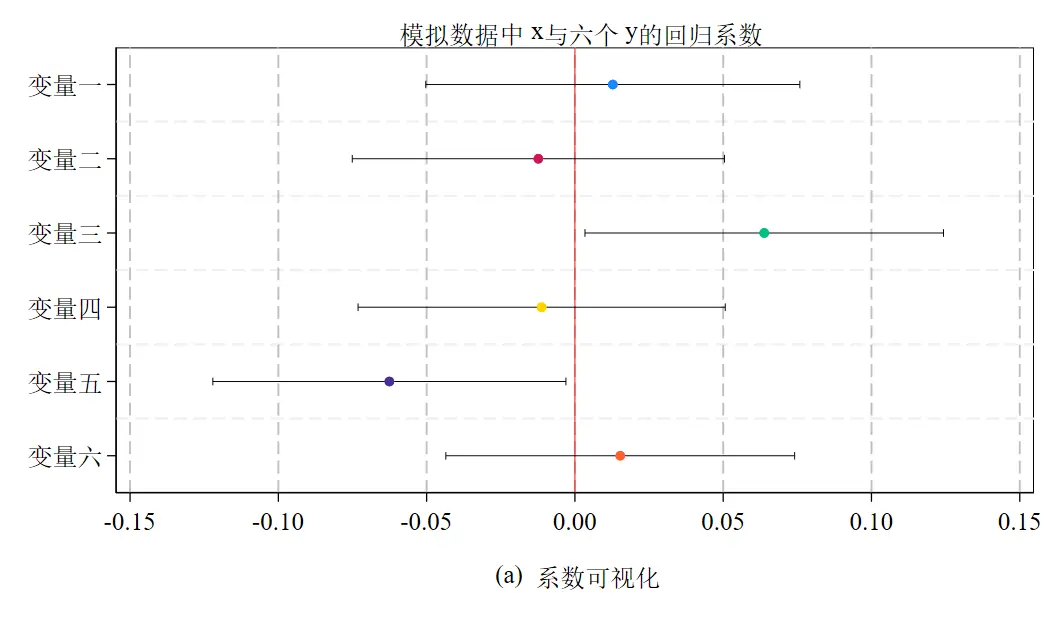 模拟数据中 x与六个 y的回归系数
变量一
变量二
变量三
变量四
变量五
变量六
-0.15 -0.10 -0.05 0.00 0.05 0.10 0.15
(a) 系数可视化